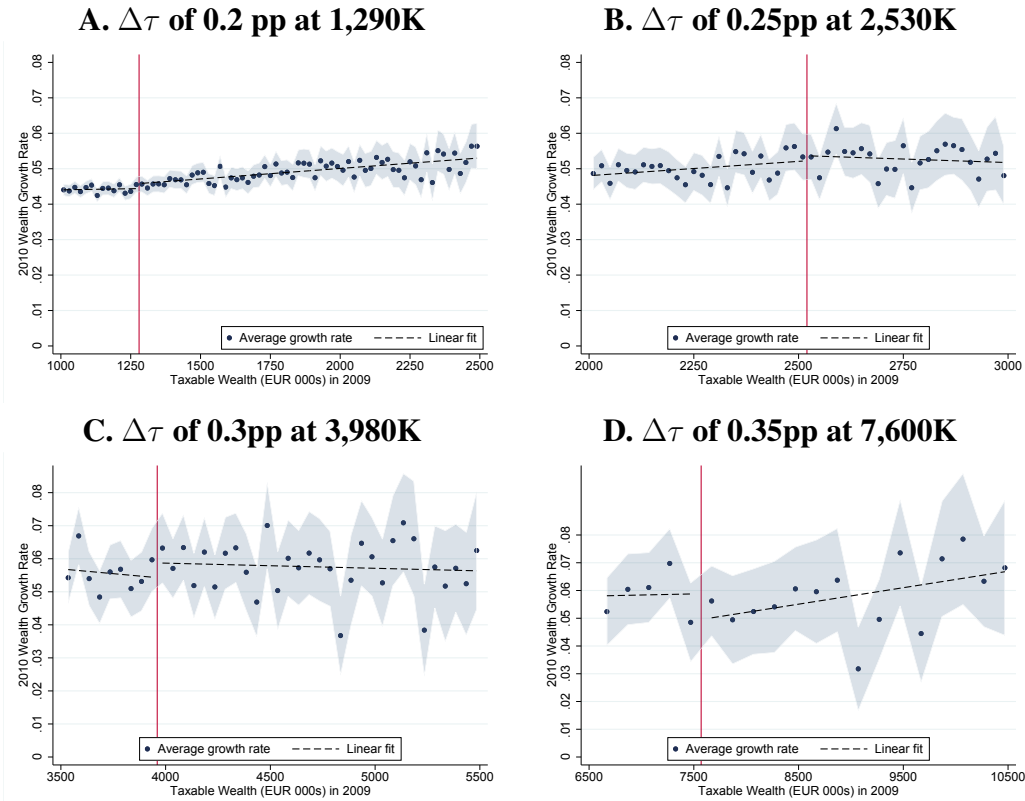 A. Δτ of 0.2 pp at 1,290K
2010 Wealth Growth Rate
.08
.07
.06
.05
.04
.03
.02
.01
0
Average growth rate
Linear fit
1000
1250
1500
1750
2000
2250
2500
Taxable Wealth (EUR 000s) in 2009
B. Δτ of 0.25pp at 2,530K
2010 Wealth Growth Rate
.08
.07
.06
.05
.04
.03
.02
.01
0
Average growth rate
Linear fit
2000
2250
2500
2750
3000
Taxable Wealth (EUR 000s) in 2009
C. Δτ of 0.3pp at 3,980K
2010 Wealth Growth Rate
.08
.07
.06
.05
.04
.03
.02
.01
0
Average growth rate
Linear fit
3500
4000
4500
5000
5500
Taxable Wealth (EUR 000s) in 2009
D. Δτ of 0.35pp at 7,600K
2010 Wealth Growth Rate
.08
.07
.06
.05
.04
.03
.02
.01
0
Average growth rate
Linear fit
6500
7500
8500
9500
10500
Taxable Wealth (EUR 000s) in 2009